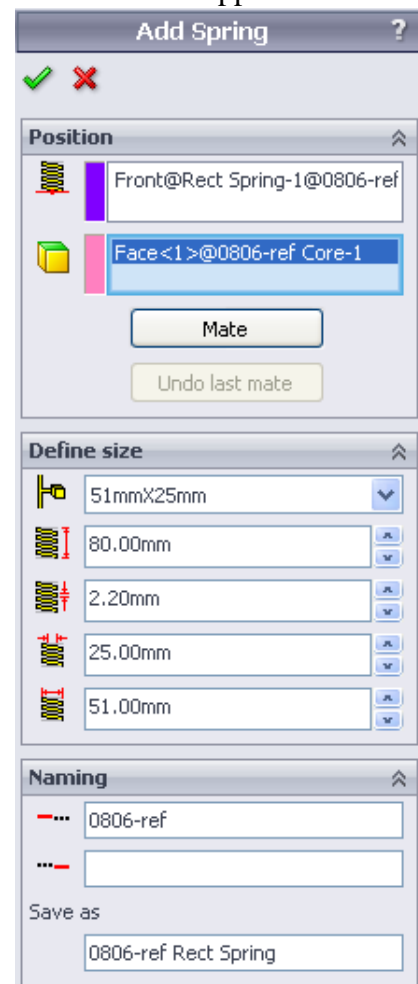 Add Spring ?
Position
Front@Rect Spring-1@0806-ref
Face<1>@0806-ref Core-1
Mate
Undo last mate
Define size
51mmX25mm
80.00mm
2.20mm
25.00mm
51.00mm
Naming
0806-ref
Save as
0806-ref Rect Spring